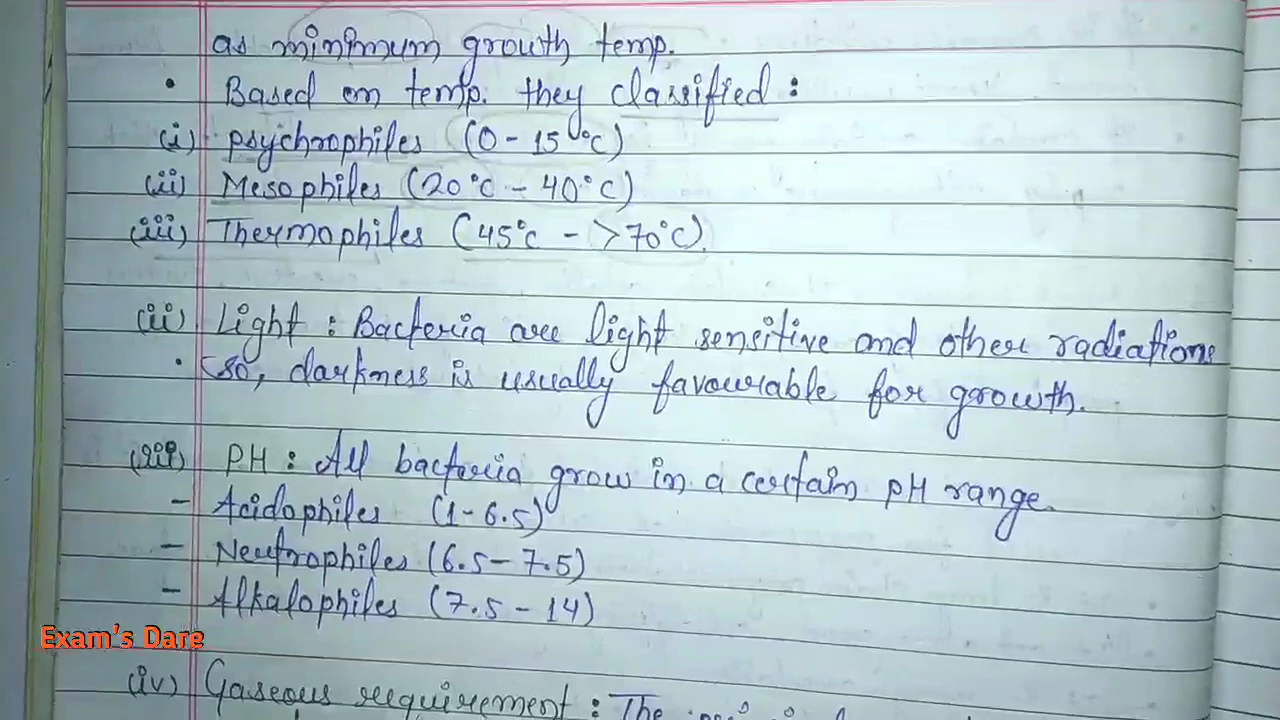 as minimum growth temp.
• Based on temp. they classified :
(i) psychrophiles (0 - 15°C)
(ii) Mesophiles (20°C - 40°C)
(iii) Thermophiles (45°C - >70°C).
(ii) Light : Bacteria are light sensitive and other radiations
• So, darkness is usually favourable for growth.
(iii) PH : All bacteria grow in a certain pH range.
- Acidophiles (1 - 6.5)
- Neutrophiles (6.5 - 7.5)
- Alkalophiles (7.5 - 14)
Exam's Dare
(iv) Gaseous requirement : The